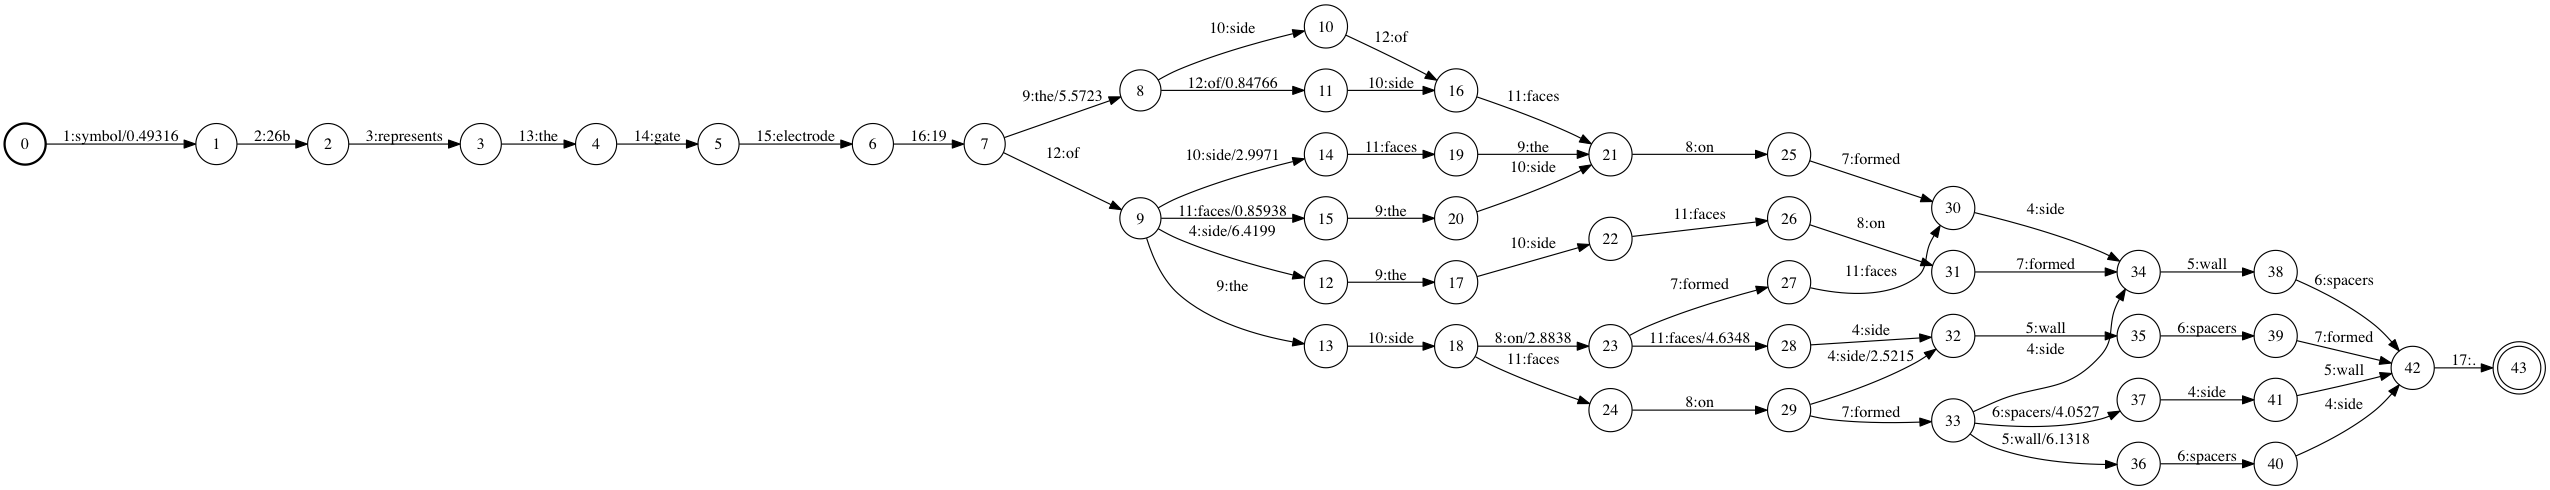 10
10:side
12:of
9:the/5.5723
8
12:of/0.84766
11
10:side
16
11:faces
0
1:symbol/0.49316
1
2:26b
2
3:represents
3
13:the
4
14:gate
5
15:electrode
6
16:19
7
12:of
10:side/2.9971
14
11:faces
19
9:the
21
8:on
25
7:formed
10:side
9
11:faces/0.85938
15
9:the
20
4:side/6.4199
11:faces
26
8:on
30
4:side
22
10:side
12
9:the
17
9:the
7:formed
27
11:faces
31
7:formed
34
5:wall
38
6:spacers
13
10:side
18
8:on/2.8838
23
11:faces/4.6348
28
4:side
32
5:wall
35
6:spacers
39
7:formed
11:faces
4:side/2.5215
4:side
42
17:.
43
24
8:on
29
7:formed
33
6:spacers/4.0527
37
4:side
41
5:wall
4:side
5:wall/6.1318
36
6:spacers
40